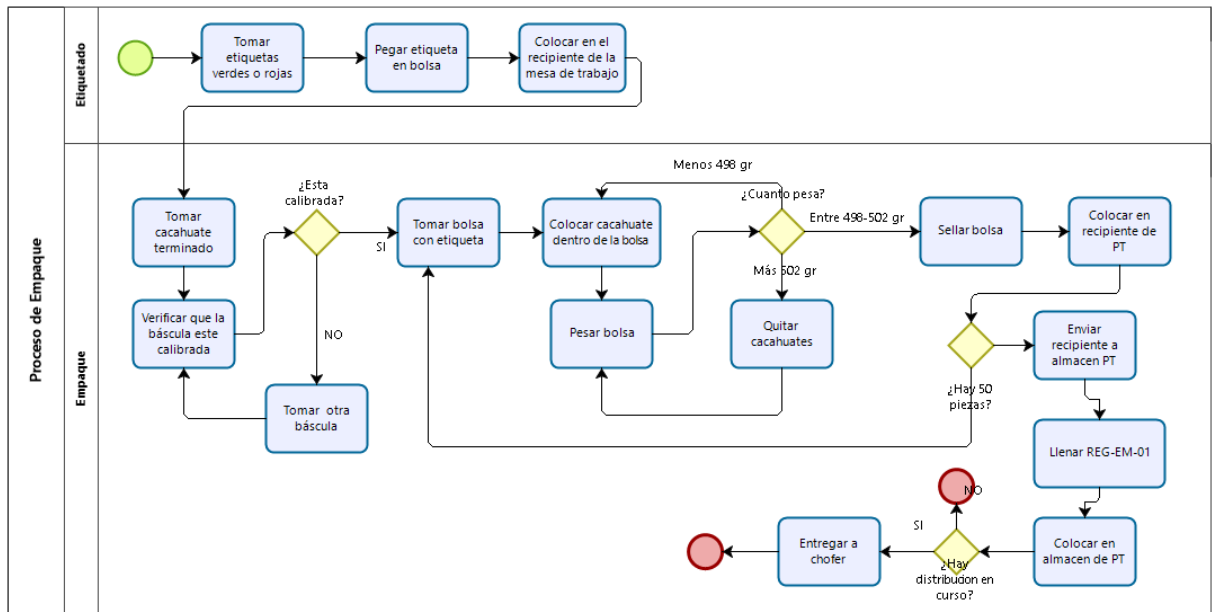 Proceso de Empaque
Etiquetado
Tomar
etiquetas
verdes o rojas
Pegar etiqueta
en bolsa
Colocar en el
recipiente de la
mesa de trabajo
Empaque
Tomar
cacahuate
terminado
Verificar que la
báscula este
calibrada
¿Esta
calibrada?
SI
NO
Tomar otra
báscula
Tomar bolsa
con etiqueta
Colocar cacahuate
dentro de la bolsa
Pesar bolsa
Menos 498 gr
¿Cuanto pesa?
Entre 498-502 gr
Más 502 gr
Quitar
cacahuates
Sellar bolsa
Colocar en
recipiente de
PT
¿Hay 50
piezas?
Enviar
recipiente a
almacen PT
Llenar REG-EM-01
Colocar en
almacen de PT
¿Hay
distribucion en
curso?
NO
SI
Entregar a
chofer